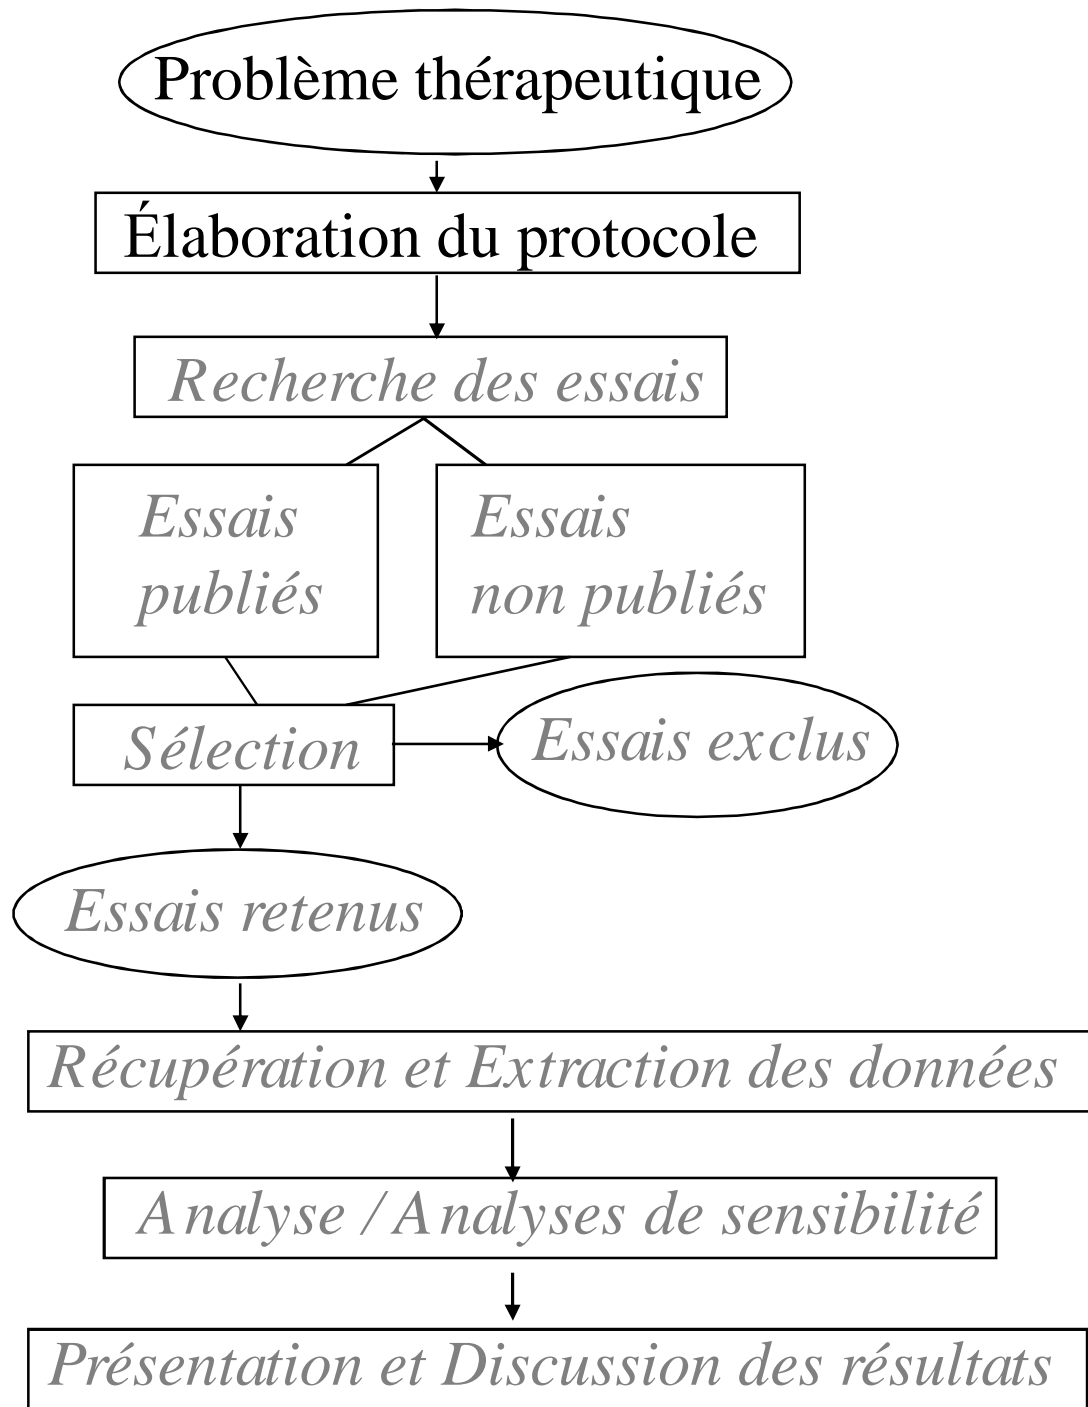 Problème thérapeutique
Élaboration du protocole
Recherche des essais
Essais
publiés
Essais
non publiés
Sélection
Essais exclus
Essais retenus
Récupération et Extraction des données
Analyse / Analyses de sensibilité
Présentation et Discussion des résultats